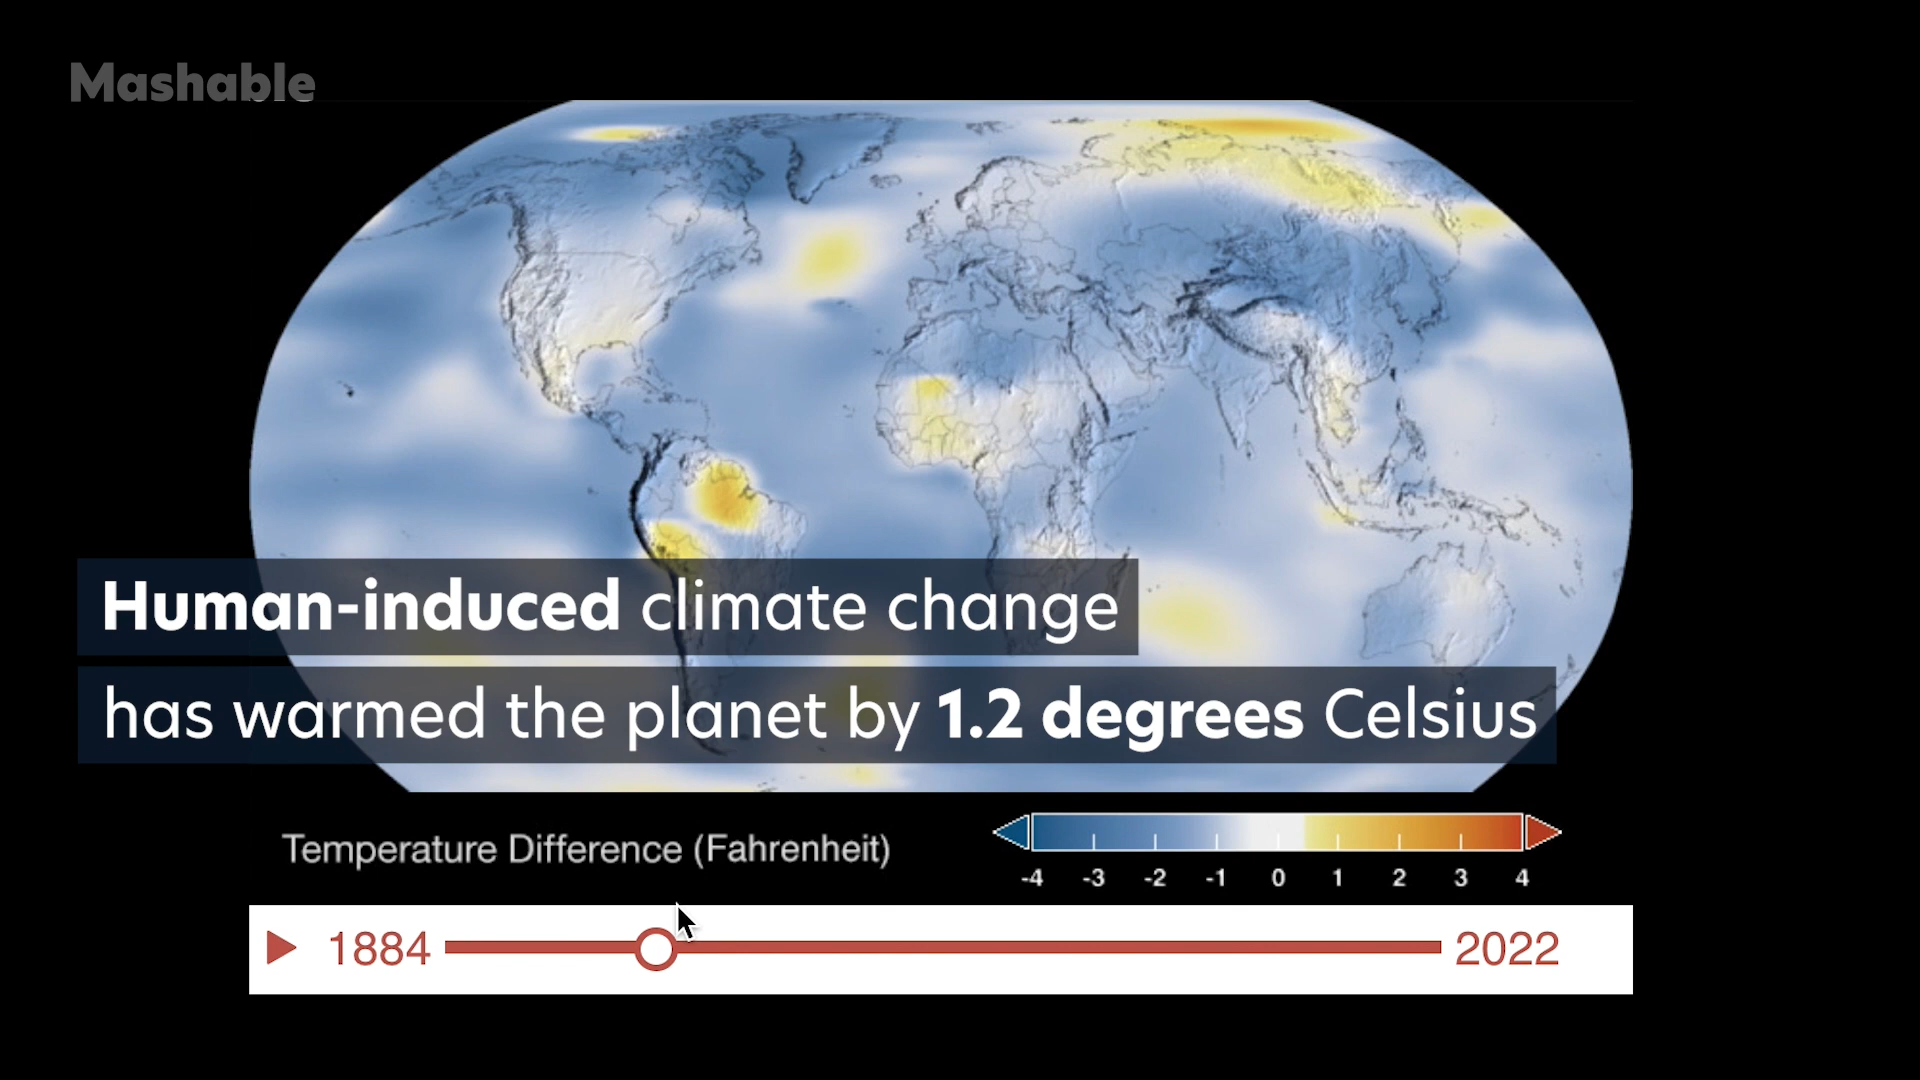 Mashable
Human-induced climate change
has warmed the planet by 1.2 degrees Celsius
Temperature Difference (Fahrenheit)
-4 -3 -2 -1 0 1 2 3 4
1884 2022